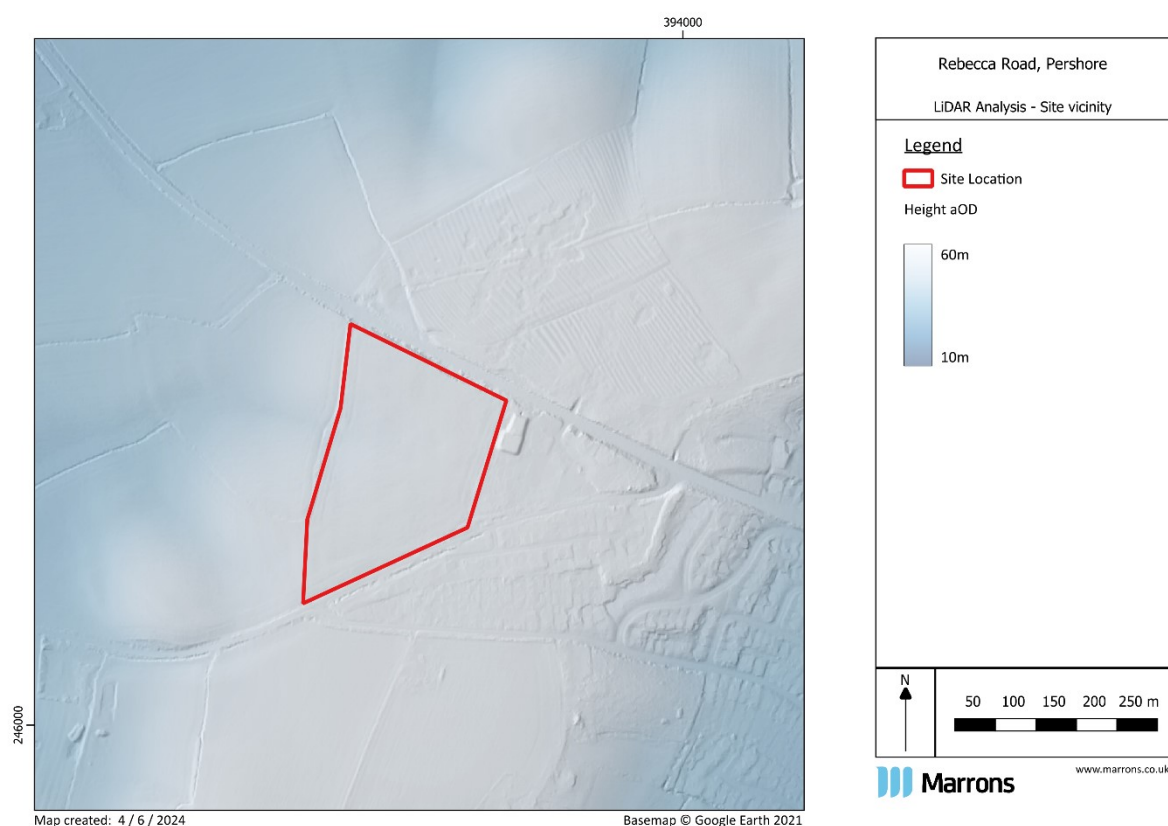 394000
246000
Map created: 4 / 6 / 2024
Basemap © Google Earth 2021
Rebecca Road, Pershore
LiDAR Analysis - Site vicinity
Legend
Site Location
Height aOD
60m
10m
N
50 100 150 200 250 m
Marrons
www.marrons.co.uk